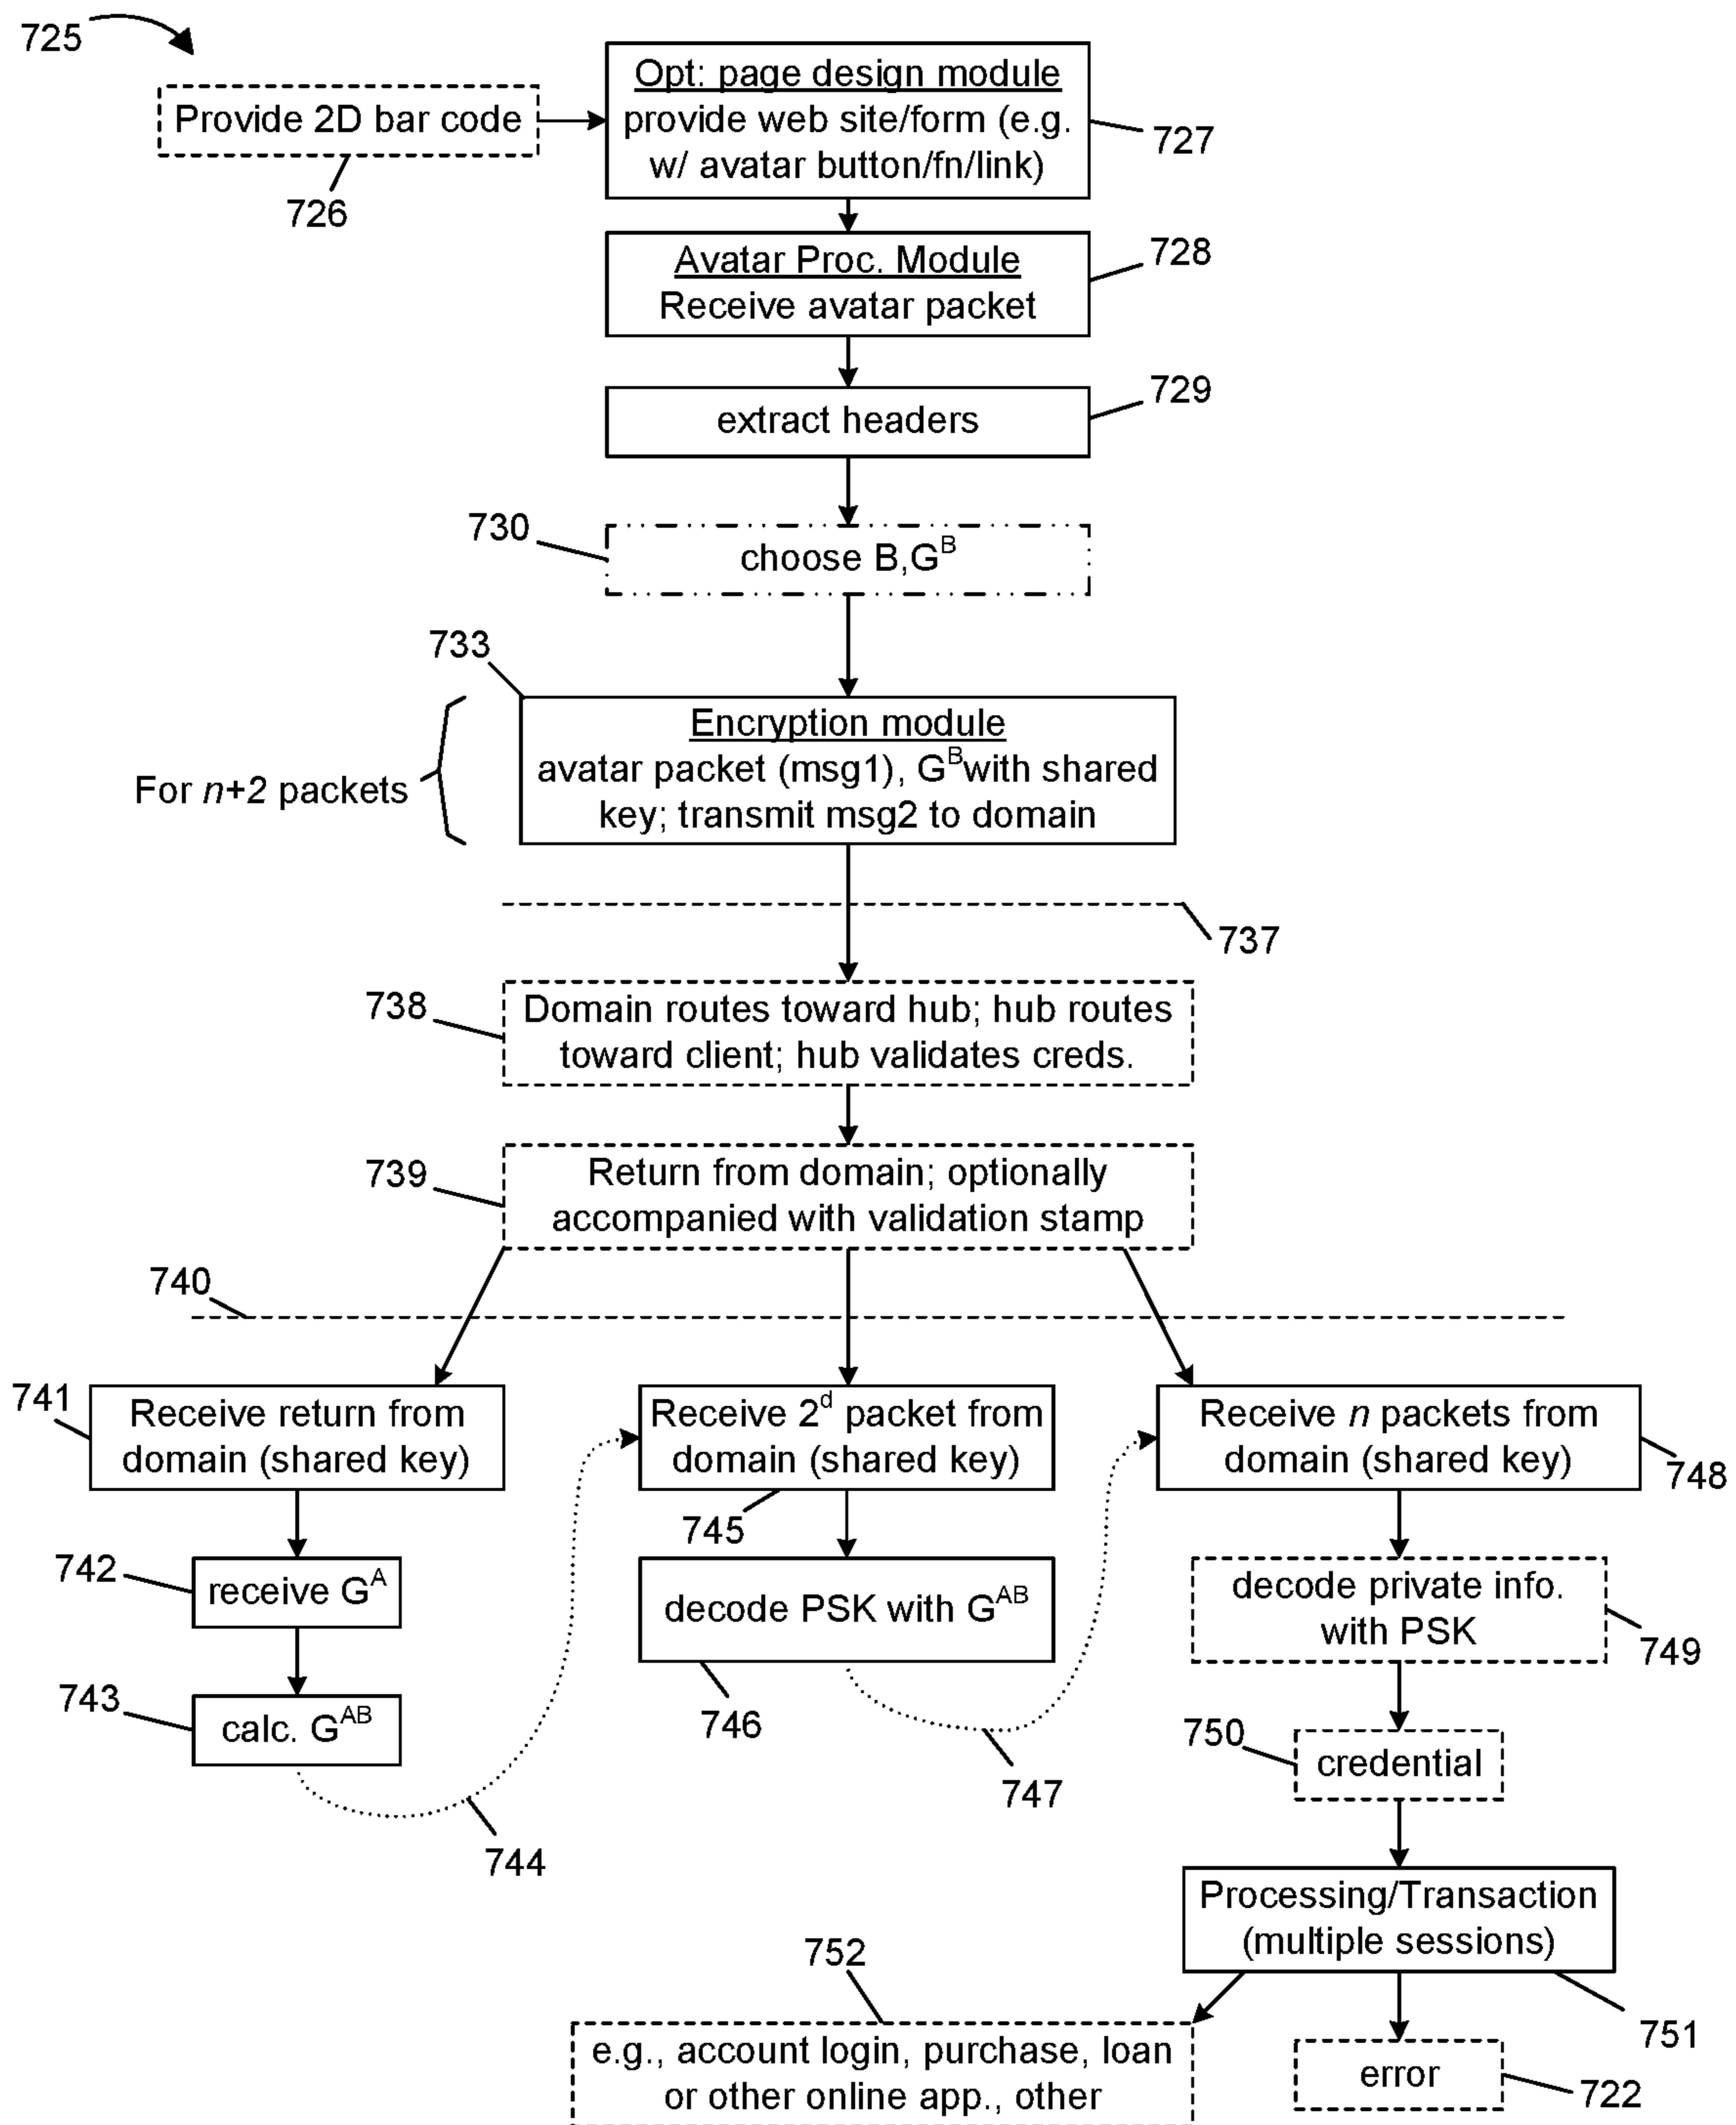 725
Provide 2D bar code
726
Opt: page design module
provide web site/form (e.g.
w/ avatar button/fn/link)
727
Avatar Proc. Module
Receive avatar packet
728
extract headers
729
730
choose B,G^B
733
For n+2 packets
Encryption module
avatar packet (msg1), G^B with shared
key; transmit msg2 to domain
737
738
Domain routes toward hub; hub routes
toward client; hub validates creds.
739
Return from domain; optionally
accompanied with validation stamp
740
741
Receive return from
domain (shared key)
742
receive G^A
743
calc. G^AB
744
Receive 2^d packet from
domain (shared key)
745
decode PSK with G^AB
746
747
Receive n packets from
domain (shared key)
748
decode private info.
with PSK
749
750
credential
Processing/Transaction
(multiple sessions)
751
752
e.g., account login, purchase, loan
or other online app., other
error
722